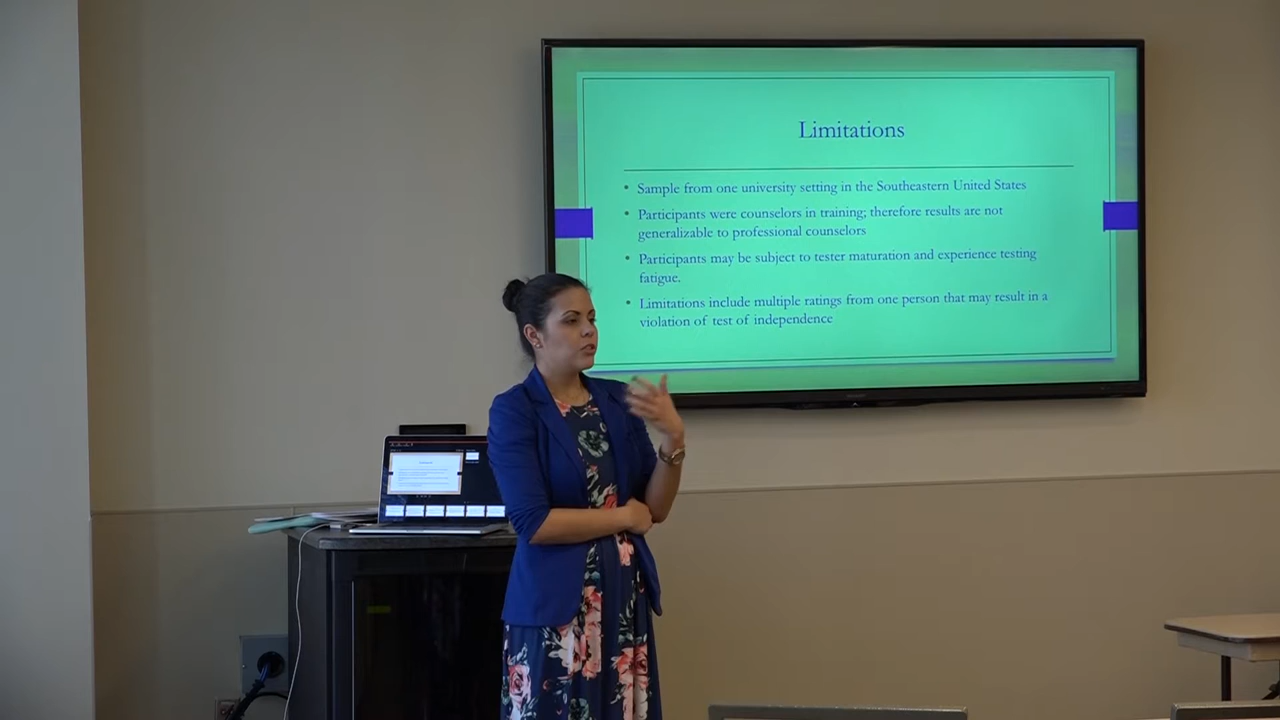 Limitations
Sample from one university setting in the Southeastern United States
Participants were counselors in training; therefore results are not
generalizable to professional counselors
Participants may be subject to tester maturation and experience testing
fatigue.
Limitations include multiple ratings from one person that may result in a
violation of test of independence